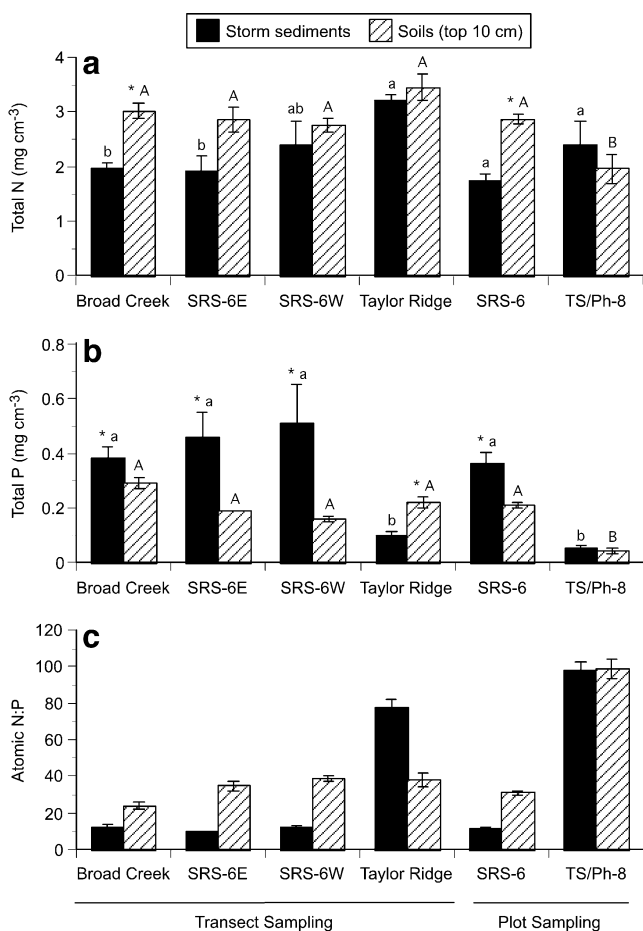 Storm sediments Soils (top 10 cm)
a
Total N (mg cm-3)
4
3
2
1
0
* A
b
A
b
A
ab
A
a
* A
a
a
B
Broad Creek SRS-6E SRS-6W Taylor Ridge SRS-6 TS/Ph-8
b
Total P (mg cm-3)
0.8
0.6
0.4
0.2
0
* a
A
* a
A
* a
A
b
* A
* a
A
b
B
Broad Creek SRS-6E SRS-6W Taylor Ridge SRS-6 TS/Ph-8
c
Atomic N:P
120
100
80
60
40
20
0
Broad Creek SRS-6E SRS-6W Taylor Ridge SRS-6 TS/Ph-8
Transect Sampling Plot Sampling